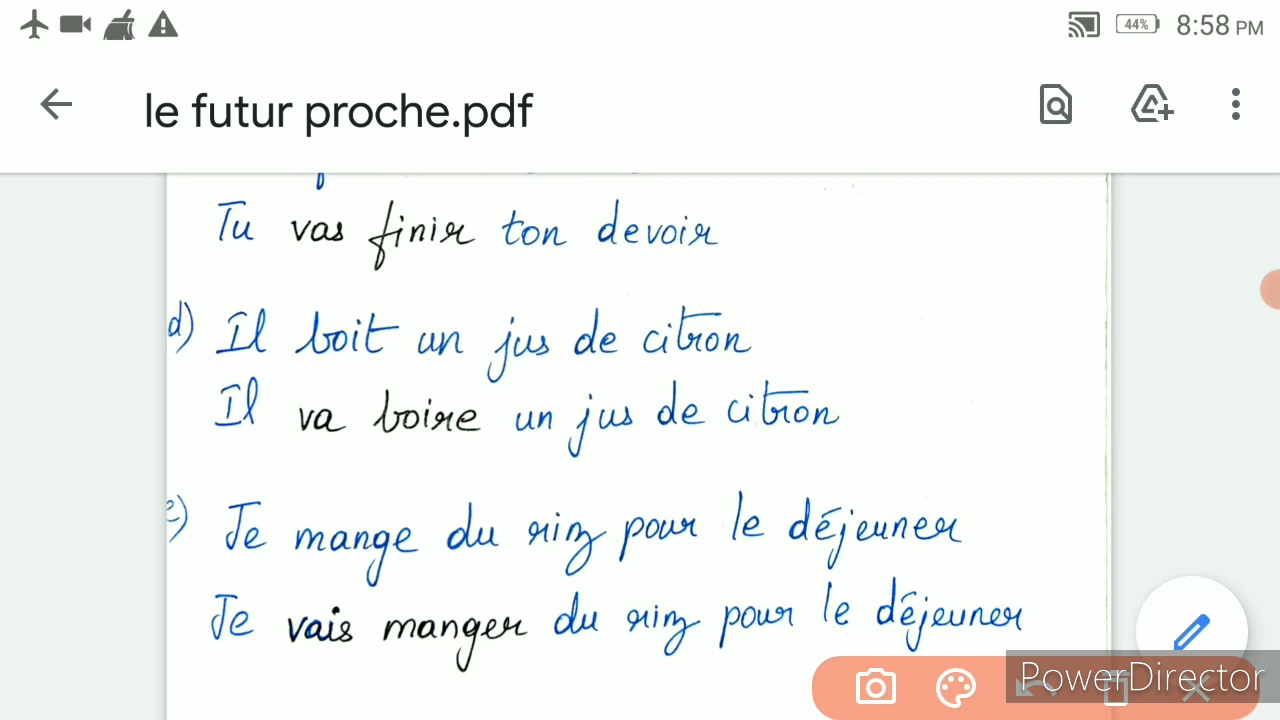 44%
8:58 PM
le futur proche.pdf
Tu vas finir ton devoir
d) Il boit un jus de citron
Il va boire un jus de citron
e) Je mange du riz pour le déjeuner
Je vais manger du riz pour le déjeuner
PowerDirector